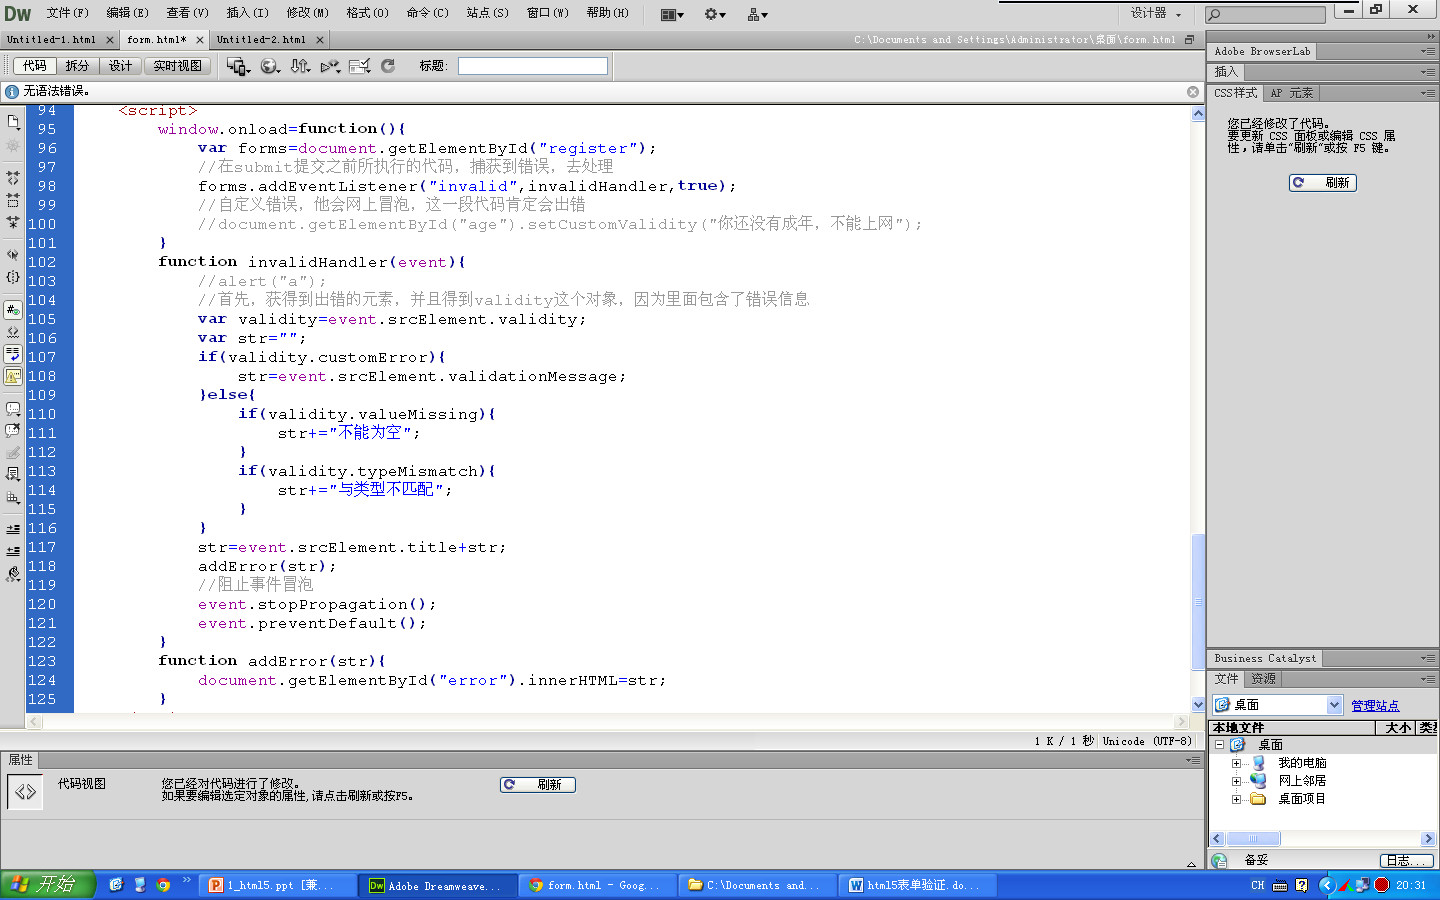 Dw 文件(F) 编辑(E) 查看(V) 插入(I) 修改(M) 格式(O) 命令(C) 站点(S) 窗口(W) 帮助(H) 设计器
Untitled-1.html form.html* Untitled-2.html C:\Documents and Settings\Administrator\桌面\form.html
代码 拆分 设计 实时视图 标题:
无语法错误。
94 <script>
95 window.onload=function(){
96 var forms=document.getElementById("register");
97 //在submit提交之前所执行的代码，捕获到错误，去处理
98 forms.addEventListener("invalid",invalidHandler,true);
99 //自定义错误，他会网上冒泡，这一段代码肯定会出错
100 //document.getElementById("age").setCustomValidity("你还没有成年，不能上网");
101 }
102 function invalidHandler(event){
103 //alert("a");
104 //首先，获得到出错的元素，并且得到validity这个对象，因为里面包含了错误信息
105 var validity=event.srcElement.validity;
106 var str="";
107 if(validity.customError){
108 str=event.srcElement.validationMessage;
109 }else{
110 if(validity.valueMissing){
111 str+="不能为空";
112 }
113 if(validity.typeMismatch){
114 str+="与类型不匹配";
115 }
116 }
117 str=event.srcElement.title+str;
118 addError(str);
119 //阻止事件冒泡
120 event.stopPropagation();
121 event.preventDefault();
122 }
123 function addError(str){
124 document.getElementById("error").innerHTML=str;
125 }
1 K / 1 秒 Unicode (UTF-8)
属性
代码视图
您已经对代码进行了修改。
如果要编辑选定对象的属性,请点击刷新或按F5。
刷新
Adobe BrowserLab
插入
CSS样式 AP 元素
您已经修改了代码。
要更新 CSS 面板或编辑 CSS 属
性，请单击“刷新”或按 F5 键。
刷新
Business Catalyst
文件 资源
桌面 管理站点
本地文件 大小 类型
桌面
我的电脑
网上邻居
桌面项目
备妥 日志...
开始 1_html5.ppt [兼... Adobe Dreamweave... form.html - Goog... C:\Documents and... html5表单验证.do... CH 20:31